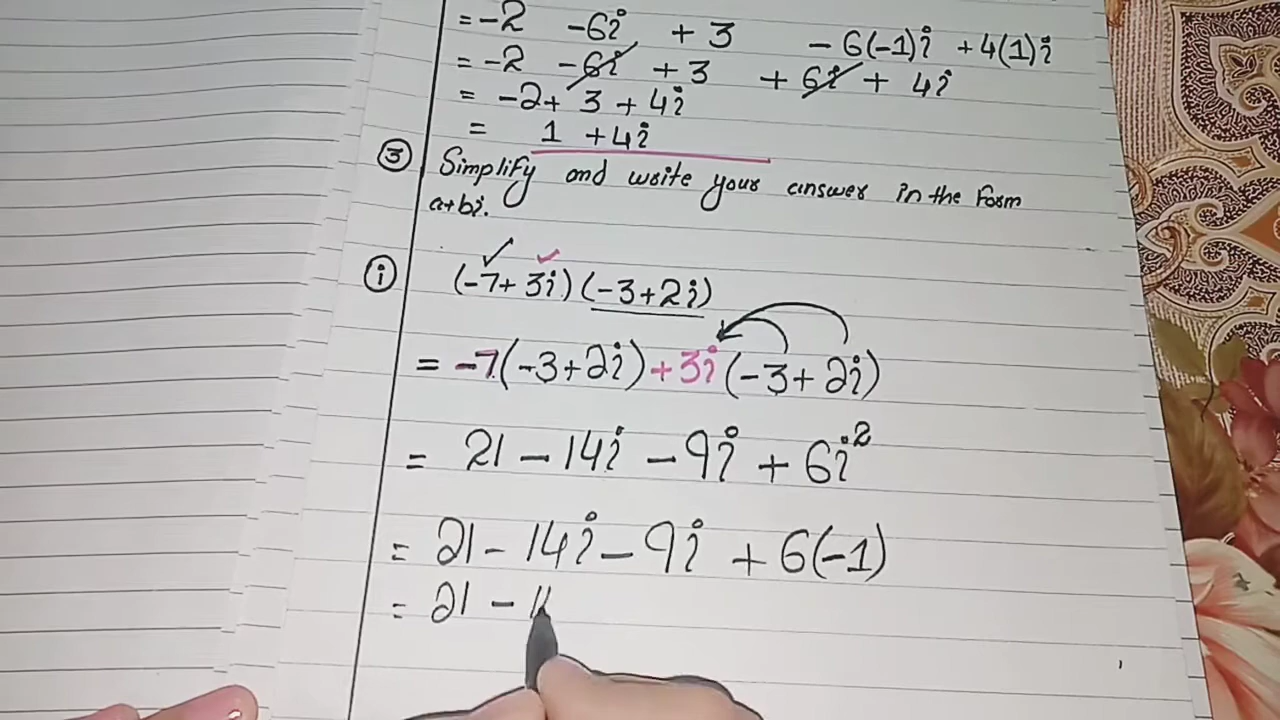 = -2 -6i + 3 - 6(-1)i + 4(1)i
= -2 -6i + 3 + 6i + 4i
= -2+ 3 + 4i
= 1 + 4i
③ Simplify and write your answer in the form
a+bi.
ⓘ (-7+3i)(-3+2i)
= -7(-3+2i)+3i(-3+2i)
= 21 - 14i - 9i + 6i²
= 21 - 14i - 9i + 6(-1)
= 21 -